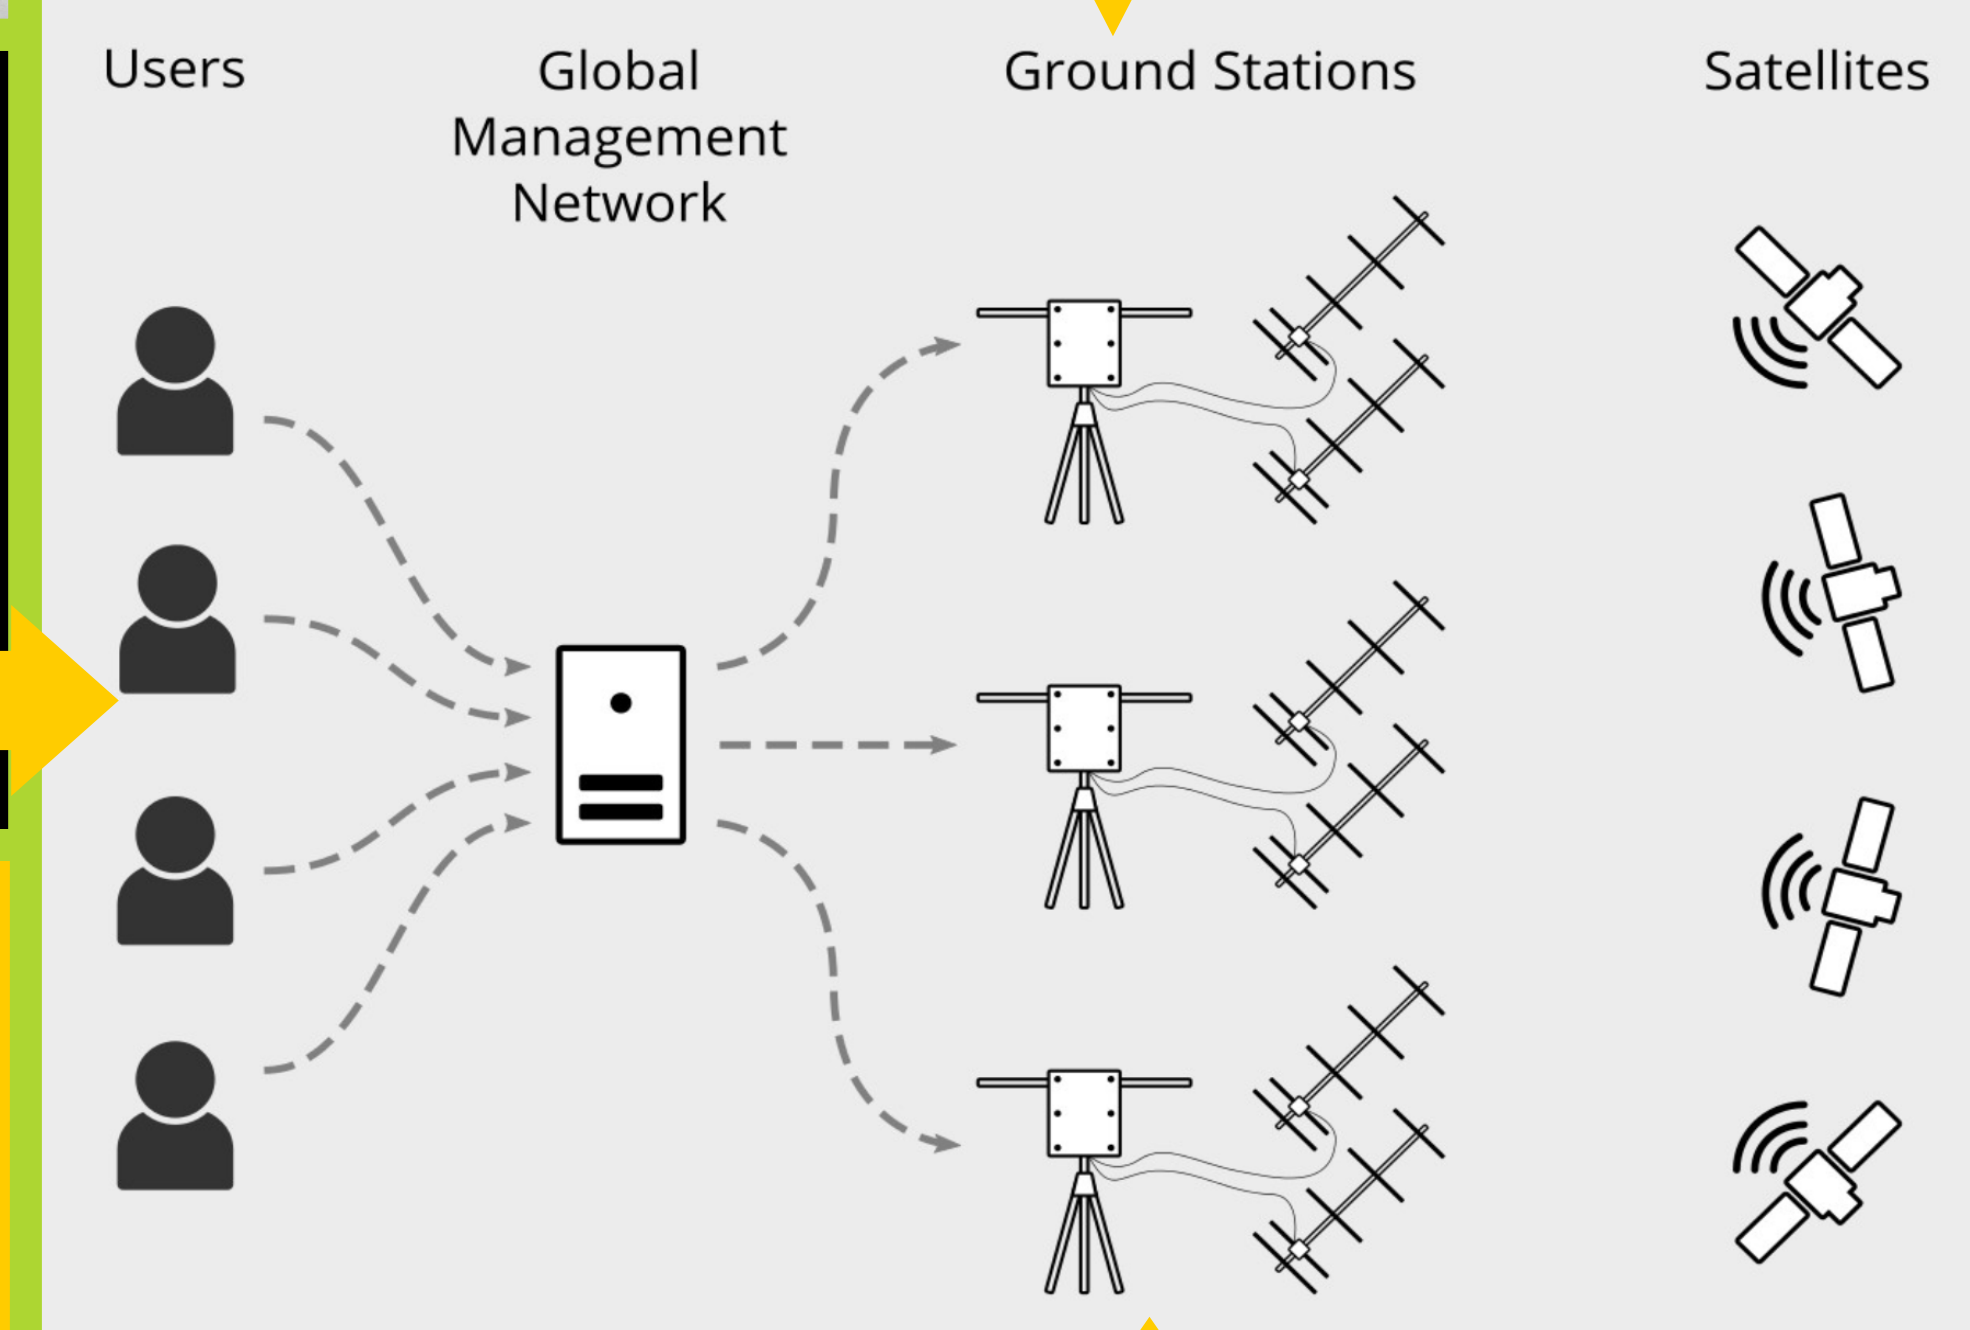 Users
Global
Management
Network
Ground Stations
Satellites